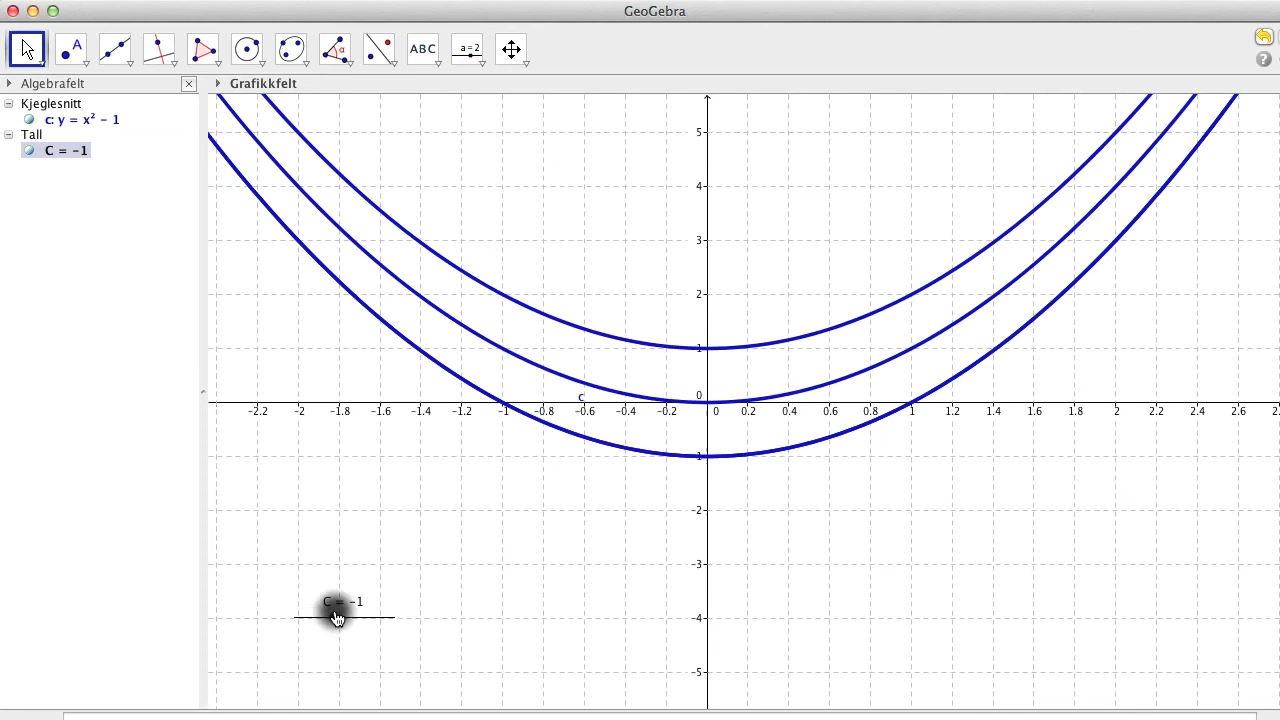 GeoGebra
A
α
ABC
a=2
?
Algebrafelt
Grafikkfelt
Kjeglesnitt
c: y = x² – 1
Tall
C = –1
5
4
3
2
1
0
–2.2 –2 –1.8 –1.6 –1.4 –1.2 –1 –0.8 –0.6 –0.4 –0.2 0 0.2 0.4 0.6 0.8 1 1.2 1.4 1.6 1.8 2 2.2 2.4 2.6
c
–1
–2
–3
–4
–5
C = –1